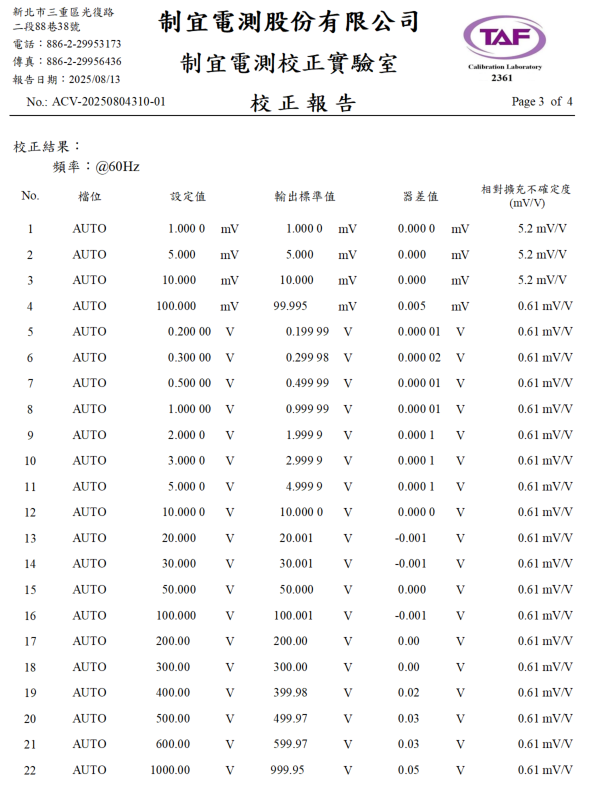 新北市三重區光復路
二段88巷38號
電話：886-2-29953173
傳真：886-2-29956436
報告日期：2025/08/13
No.: ACV-20250804310-01
制宜電測股份有限公司
制宜電測校正實驗室
校正報告
TAF
Calibration Laboratory
2361
Page 3 of 4
校正結果：
頻率：@60Hz
No. 檔位 設定值 輸出標準值 器差值 相對擴充不確定度
(mV/V)
1 AUTO 1.000 0 mV 1.000 0 mV 0.000 0 mV 5.2 mV/V
2 AUTO 5.000 mV 5.000 mV 0.000 mV 5.2 mV/V
3 AUTO 10.000 mV 10.000 mV 0.000 mV 5.2 mV/V
4 AUTO 100.000 mV 99.995 mV 0.005 mV 0.61 mV/V
5 AUTO 0.200 00 V 0.199 99 V 0.000 01 V 0.61 mV/V
6 AUTO 0.300 00 V 0.299 98 V 0.000 02 V 0.61 mV/V
7 AUTO 0.500 00 V 0.499 99 V 0.000 01 V 0.61 mV/V
8 AUTO 1.000 00 V 0.999 99 V 0.000 01 V 0.61 mV/V
9 AUTO 2.000 0 V 1.999 9 V 0.000 1 V 0.61 mV/V
10 AUTO 3.000 0 V 2.999 9 V 0.000 1 V 0.61 mV/V
11 AUTO 5.000 0 V 4.999 9 V 0.000 1 V 0.61 mV/V
12 AUTO 10.000 0 V 10.000 0 V 0.000 0 V 0.61 mV/V
13 AUTO 20.000 V 20.001 V -0.001 V 0.61 mV/V
14 AUTO 30.000 V 30.001 V -0.001 V 0.61 mV/V
15 AUTO 50.000 V 50.000 V 0.000 V 0.61 mV/V
16 AUTO 100.000 V 100.001 V -0.001 V 0.61 mV/V
17 AUTO 200.00 V 200.00 V 0.00 V 0.61 mV/V
18 AUTO 300.00 V 300.00 V 0.00 V 0.61 mV/V
19 AUTO 400.00 V 399.98 V 0.02 V 0.61 mV/V
20 AUTO 500.00 V 499.97 V 0.03 V 0.61 mV/V
21 AUTO 600.00 V 599.97 V 0.03 V 0.61 mV/V
22 AUTO 1000.00 V 999.95 V 0.05 V 0.61 mV/V